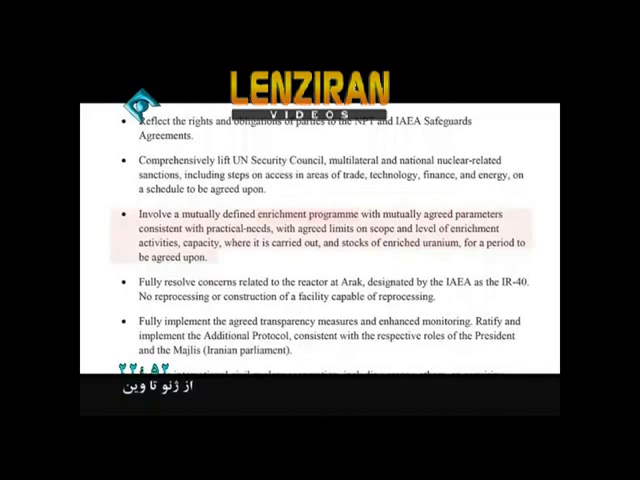 LENZIRAN
VIDEOS
• Reflect the rights and obligations of parties to the NPT and IAEA Safeguards
Agreements.
• Comprehensively lift UN Security Council, multilateral and national nuclear-related
sanctions, including steps on access in areas of trade, technology, finance, and energy, on
a schedule to be agreed upon.
• Involve a mutually defined enrichment programme with mutually agreed parameters
consistent with practical-needs, with agreed limits on scope and level of enrichment
activities, capacity, where it is carried out, and stocks of enriched uranium, for a period to
be agreed upon.
• Fully resolve concerns related to the reactor at Arak, designated by the IAEA as the IR-40.
No reprocessing or construction of a facility capable of reprocessing.
• Fully implement the agreed transparency measures and enhanced monitoring. Ratify and
implement the Additional Protocol, consistent with the respective roles of the President
and the Majlis (Iranian parliament).
از ژنو تا وین